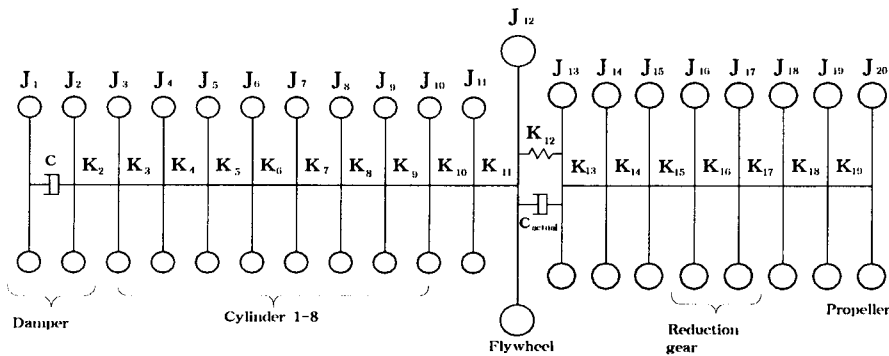 J₁₂
J₁ J₂ J₃ J₄ J₅ J₆ J₇ J₈ J₉ J₁₀ J₁₁ J₁₃ J₁₄ J₁₅ J₁₆ J₁₇ J₁₈ J₁₉ J₂₀
K₁₂
C K₂ K₃ K₄ K₅ K₆ K₇ K₈ K₉ K₁₀ K₁₁ K₁₃ K₁₄ K₁₅ K₁₆ K₁₇ K₁₈ K₁₉
C actual
Damper
Cylinder 1-8
Flywheel
Reduction
gear
Propeller